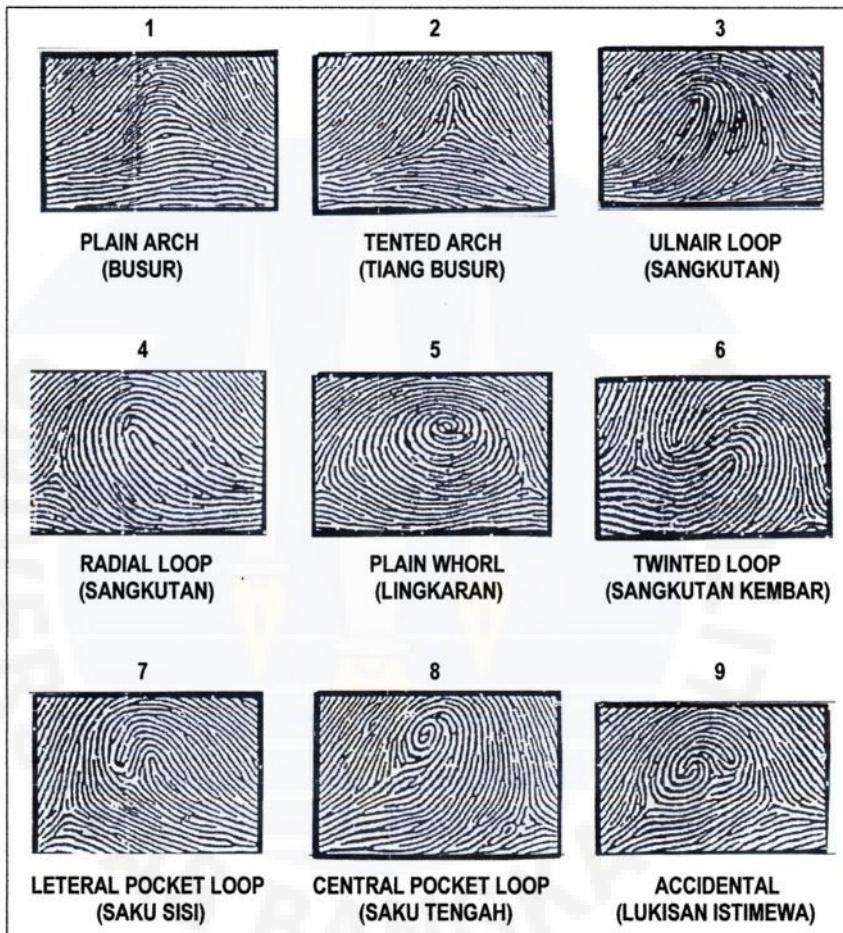 1
2
3
PLAIN ARCH
(BUSUR)
TENTED ARCH
(TIANG BUSUR)
ULNAIR LOOP
(SANGKUTAN)
4
5
6
RADIAL LOOP
(SANGKUTAN)
PLAIN WHORL
(LINGKARAN)
TWINTED LOOP
(SANGKUTAN KEMBAR)
7
8
9
LETERAL POCKET LOOP
(SAKU SISI)
CENTRAL POCKET LOOP
(SAKU TENGAH)
ACCIDENTAL
(LUKISAN ISTIMEWA)